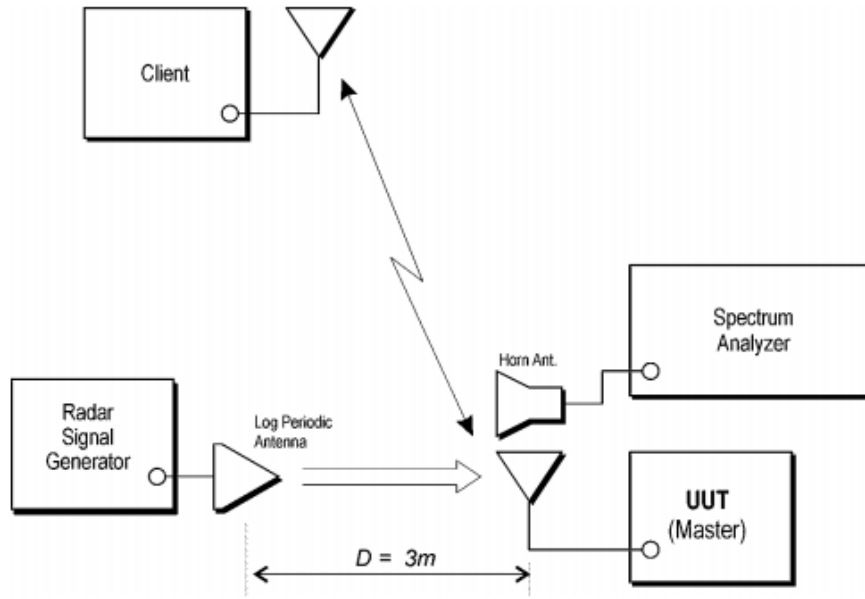 Client
Spectrum
Analyzer
Horn Ant.
Radar
Signal
Generator
Log Periodic
Antenna
UUT
(Master)
D = 3m